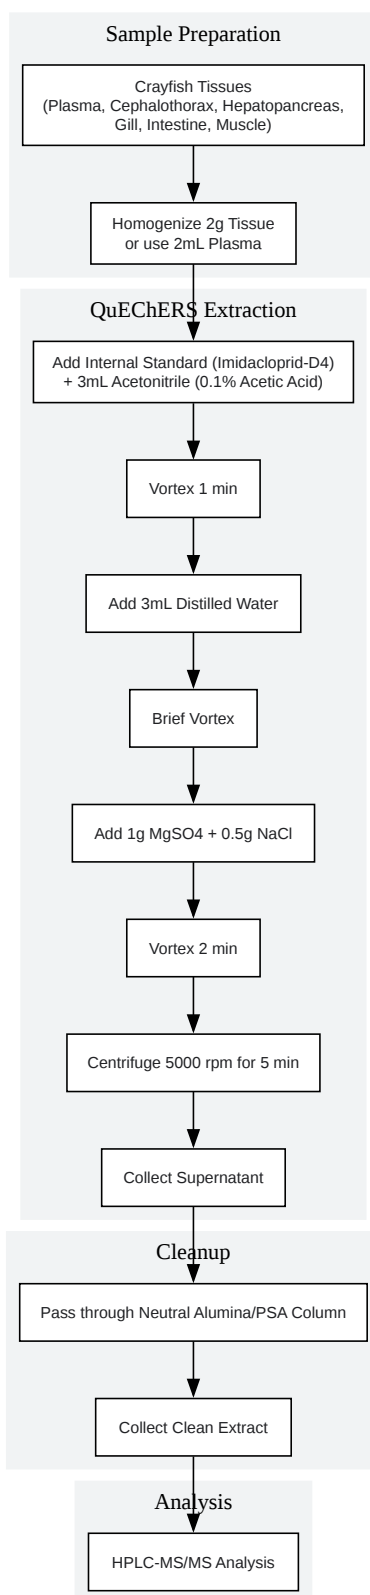 Sample Preparation
Crayfish Tissues
(Plasma, Cephalothorax, Hepatopancreas,
Gill, Intestine, Muscle)
Homogenize 2g Tissue
or use 2mL Plasma
QuEChERS Extraction
Add Internal Standard (Imidacloprid-D4)
+ 3mL Acetonitrile (0.1% Acetic Acid)
Vortex 1 min
Add 3mL Distilled Water
Brief Vortex
Add 1g MgSO4 + 0.5g NaCl
Vortex 2 min
Centrifuge 5000 rpm for 5 min
Collect Supernatant
Cleanup
Pass through Neutral Alumina/PSA Column
Collect Clean Extract
Analysis
HPLC-MS/MS Analysis